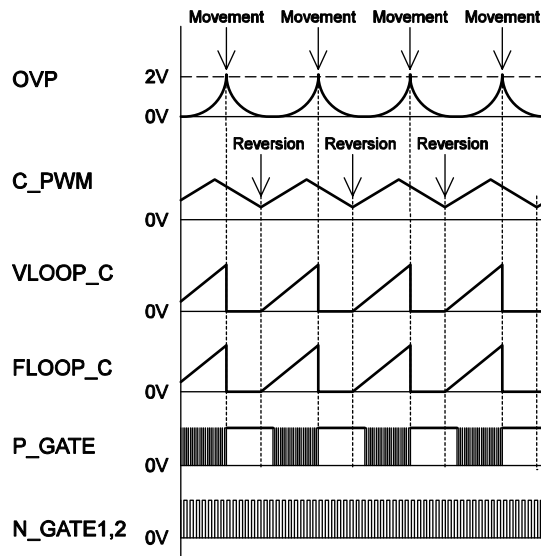 Movement Movement Movement Movement
OVP 2V
0V
Reversion Reversion Reversion
C_PWM
0V
VLOOP_C
0V
FLOOP_C
0V
P_GATE
0V
N_GATE1,2 0V